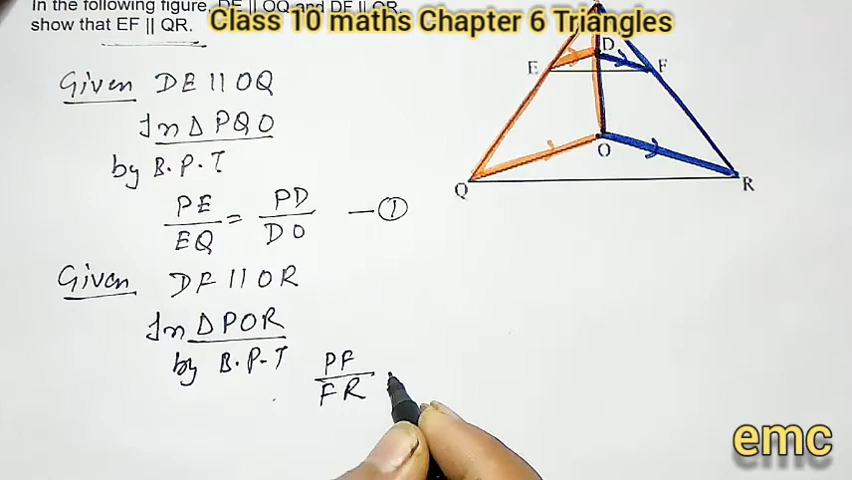 In the following figure, DE || OQ and DF || OR,
Class 10 maths Chapter 6 Triangles
show that EF || QR.
Given DE || OQ
In Δ PQO
by B.P.T
PE/EQ = PD/DO — ①
Given DF || OR
In Δ POR
by B.P.T PF/FR
D
E
F
O
Q
R
emc